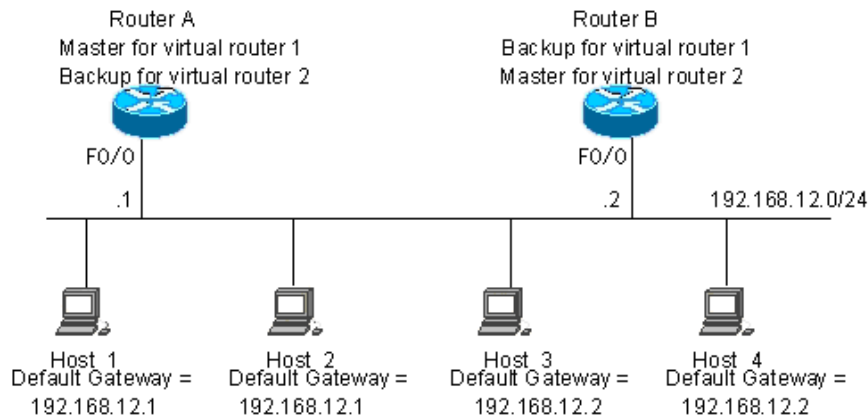 Router A
Master for virtual router 1
Backup for virtual router 2
Router B
Backup for virtual router 1
Master for virtual router 2
F0/0
F0/0
.1
.2
192.168.12.0/24
Host 1
Default Gateway =
192.168.12.1
Host 2
Default Gateway =
192.168.12.1
Host 3
Default Gateway =
192.168.12.2
Host 4
Default Gateway =
192.168.12.2